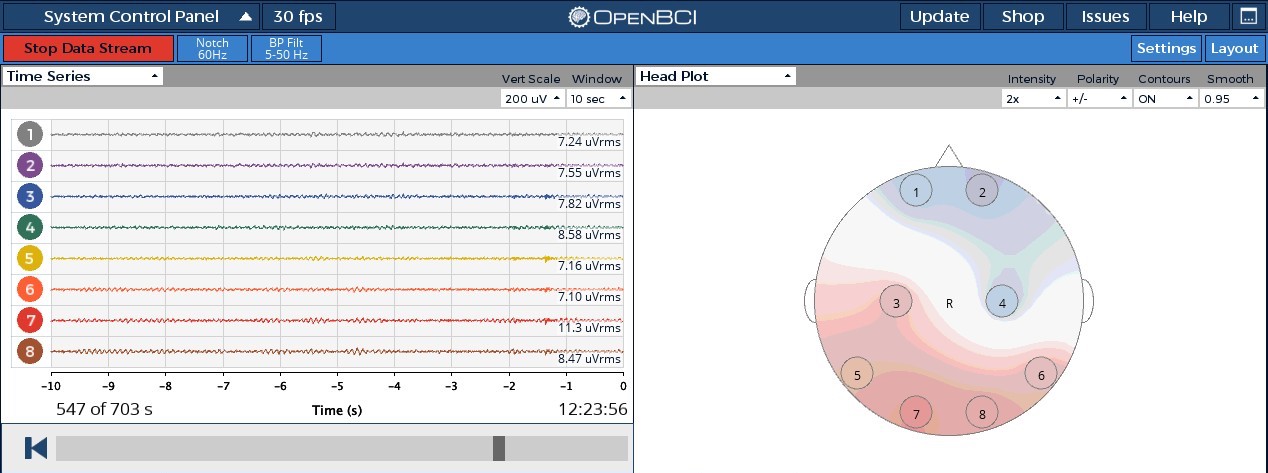 System Control Panel 30 fps OpenBCI Update Shop Issues Help
Stop Data Stream Notch 60Hz BP Filt 5-50 Hz Settings Layout
Time Series
Vert Scale Window
200 uV 10 sec
1 7.24 uVrms
2 7.55 uVrms
3 7.82 uVrms
4 8.58 uVrms
5 7.16 uVrms
6 7.10 uVrms
7 11.3 uVrms
8 8.47 uVrms
-10 -9 -8 -7 -6 -5 -4 -3 -2 -1 0
547 of 703 s Time (s) 12:23:56
Head Plot
Intensity Polarity Contours Smooth
2x +/- ON 0.95
1 2
3 R 4
5 6
7 8